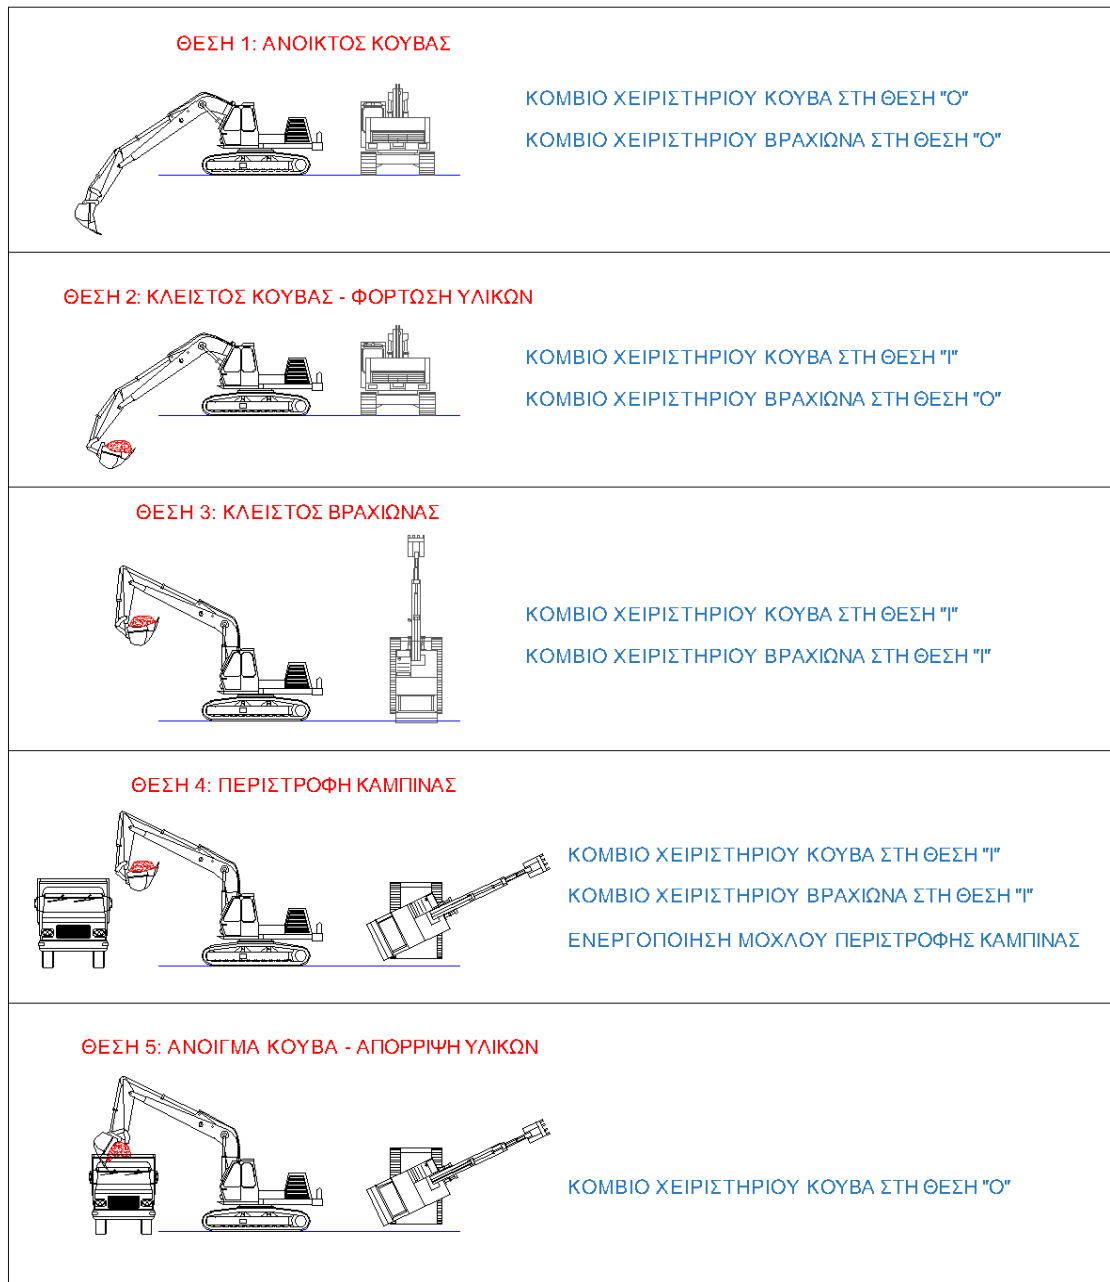 ΘΕΣΗ 1: ΑΝΟΙΚΤΟΣ ΚΟΥΒΑΣ
ΚΟΜΒΙΟ ΧΕΙΡΙΣΤΗΡΙΟΥ ΚΟΥΒΑ ΣΤΗ ΘΕΣΗ "Ο"
ΚΟΜΒΙΟ ΧΕΙΡΙΣΤΗΡΙΟΥ ΒΡΑΧΙΩΝΑ ΣΤΗ ΘΕΣΗ "Ο"
ΘΕΣΗ 2: ΚΛΕΙΣΤΟΣ ΚΟΥΒΑΣ - ΦΟΡΤΩΣΗ ΥΛΙΚΩΝ
ΚΟΜΒΙΟ ΧΕΙΡΙΣΤΗΡΙΟΥ ΚΟΥΒΑ ΣΤΗ ΘΕΣΗ "Ι"
ΚΟΜΒΙΟ ΧΕΙΡΙΣΤΗΡΙΟΥ ΒΡΑΧΙΩΝΑ ΣΤΗ ΘΕΣΗ "Ο"
ΘΕΣΗ 3: ΚΛΕΙΣΤΟΣ ΒΡΑΧΙΩΝΑΣ
ΚΟΜΒΙΟ ΧΕΙΡΙΣΤΗΡΙΟΥ ΚΟΥΒΑ ΣΤΗ ΘΕΣΗ "Ι"
ΚΟΜΒΙΟ ΧΕΙΡΙΣΤΗΡΙΟΥ ΒΡΑΧΙΩΝΑ ΣΤΗ ΘΕΣΗ "Ι"
ΘΕΣΗ 4: ΠΕΡΙΣΤΡΟΦΗ ΚΑΜΠΙΝΑΣ
ΚΟΜΒΙΟ ΧΕΙΡΙΣΤΗΡΙΟΥ ΚΟΥΒΑ ΣΤΗ ΘΕΣΗ "Ι"
ΚΟΜΒΙΟ ΧΕΙΡΙΣΤΗΡΙΟΥ ΒΡΑΧΙΩΝΑ ΣΤΗ ΘΕΣΗ "Ι"
ΕΝΕΡΓΟΠΟΙΗΣΗ ΜΟΧΛΟΥ ΠΕΡΙΣΤΡΟΦΗΣ ΚΑΜΠΙΝΑΣ
ΘΕΣΗ 5: ΑΝΟΙΓΜΑ ΚΟΥΒΑ - ΑΠΟΡΡΙΨΗ ΥΛΙΚΩΝ
ΚΟΜΒΙΟ ΧΕΙΡΙΣΤΗΡΙΟΥ ΚΟΥΒΑ ΣΤΗ ΘΕΣΗ "Ο"